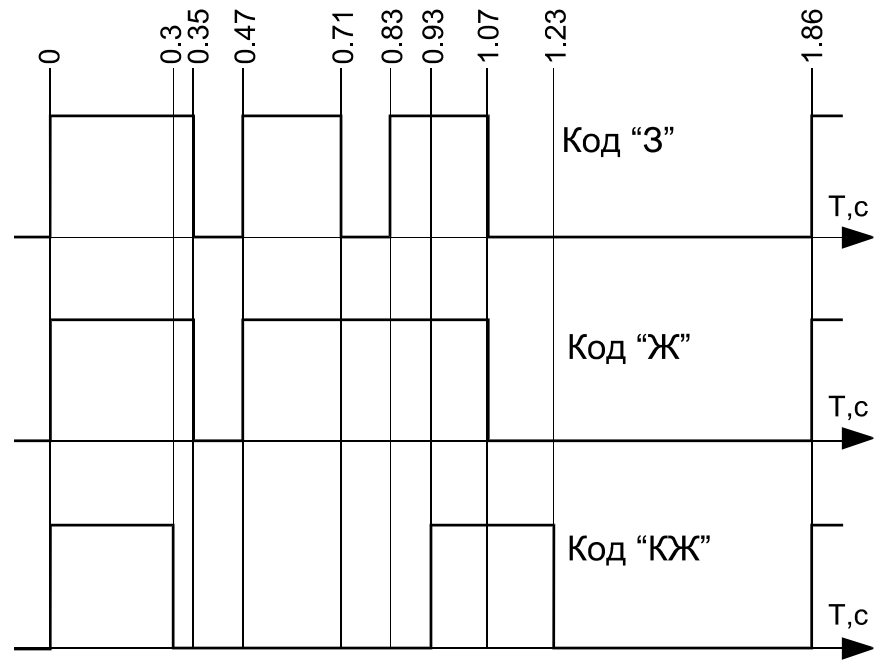 0
0.3
0.35
0.47
0.71
0.83
0.93
1.07
1.23
1.86
Код “З”
T,c
Код “Ж”
T,c
Код “КЖ”
T,c